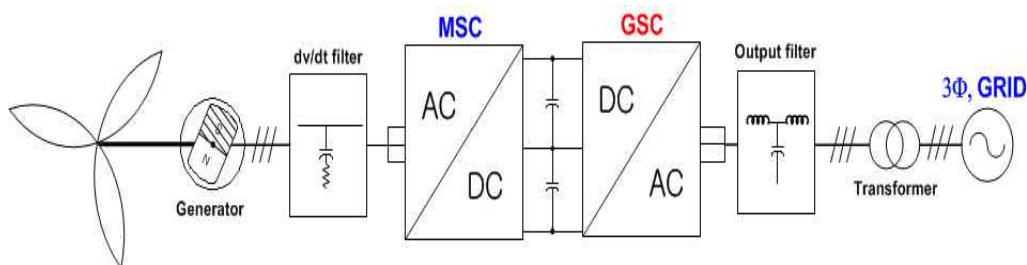 MSC
GSC
dv/dt filter
Output filter
3Φ, GRID
AC
DC
DC
AC
N
Generator
Transformer